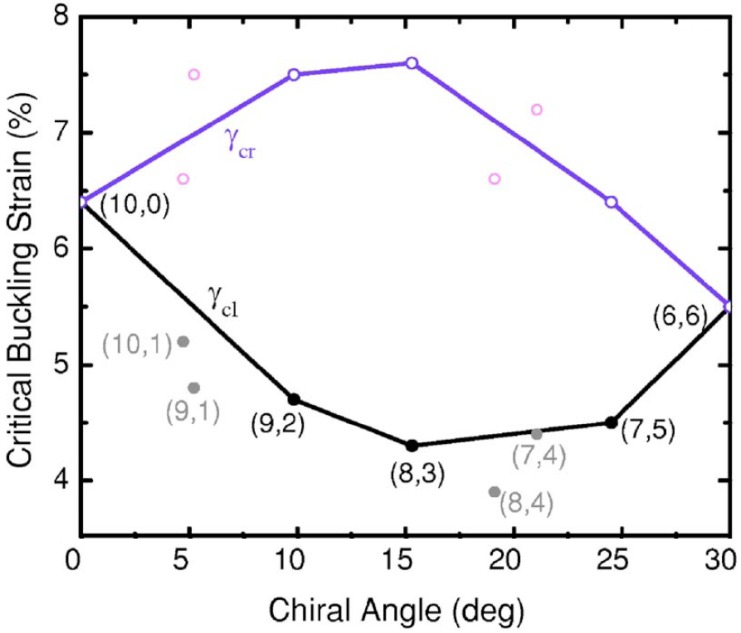 8
7
6
5
4
Critical Buckling Strain (%)
γcr
(10,0)
γcl
(6,6)
(10,1)
(9,1)
(9,2)
(7,5)
(7,4)
(8,3)
(8,4)
0 5 10 15 20 25 30
Chiral Angle (deg)